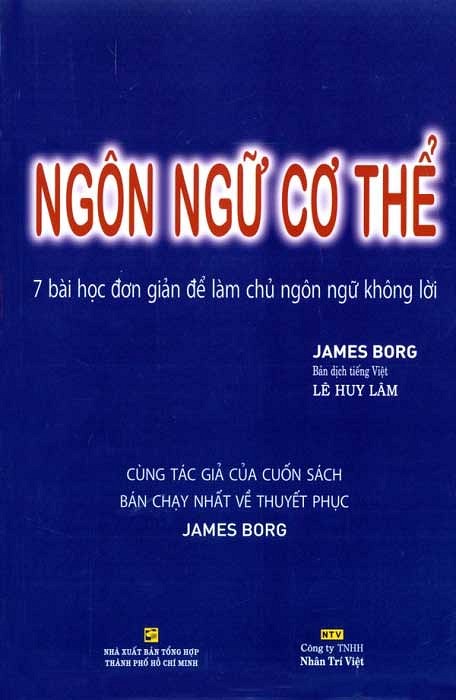 NGÔN NGỮ CƠ THỂ
7 bài học đơn giản để làm chủ ngôn ngữ không lời
JAMES BORG
Bản dịch tiếng Việt
LÊ HUY LÂM
CÙNG TÁC GIẢ CỦA CUỐN SÁCH
BÁN CHẠY NHẤT VỀ THUYẾT PHỤC
JAMES BORG
NHÀ XUẤT BẢN TỔNG HỢP
THÀNH PHỐ HỒ CHÍ MINH
NTV
Công ty TNHH
Nhân Trí Việt